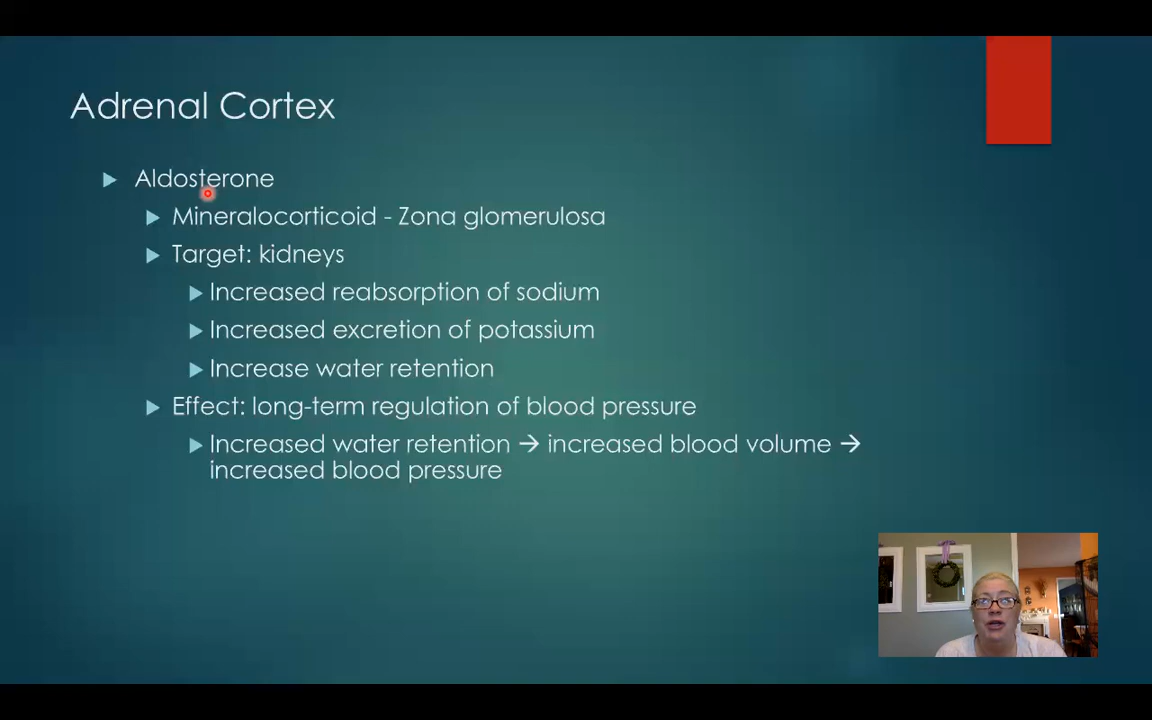 Adrenal Cortex
Aldosterone
Mineralocorticoid - Zona glomerulosa
Target: kidneys
Increased reabsorption of sodium
Increased excretion of potassium
Increase water retention
Effect: long-term regulation of blood pressure
Increased water retention → increased blood volume →
increased blood pressure